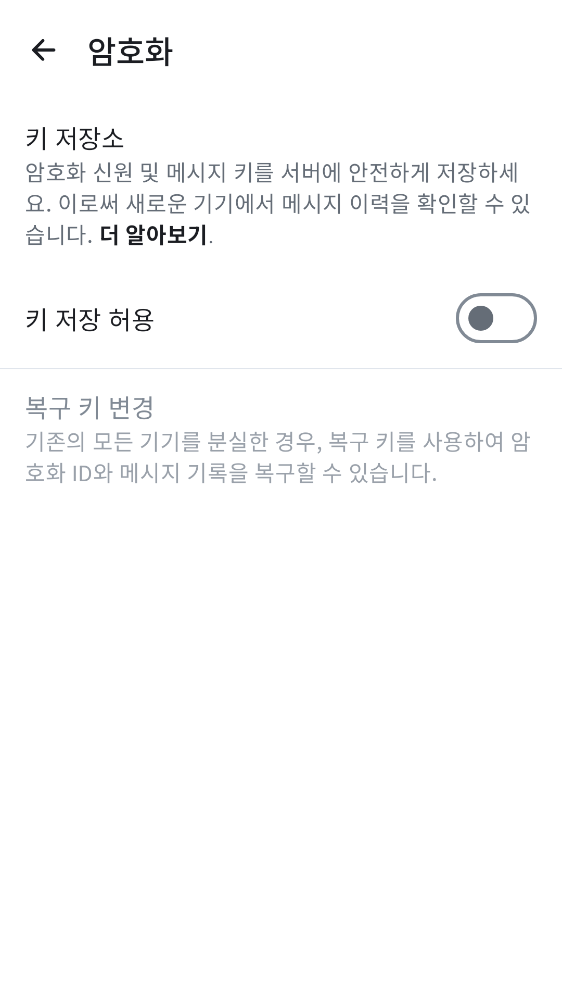 암호화
키 저장소
암호화 신원 및 메시지 키를 서버에 안전하게 저장하세
요. 이로써 새로운 기기에서 메시지 이력을 확인할 수 있
습니다. 더 알아보기.
키 저장 허용
복구 키 변경
기존의 모든 기기를 분실한 경우, 복구 키를 사용하여 암
호화 ID와 메시지 기록을 복구할 수 있습니다.